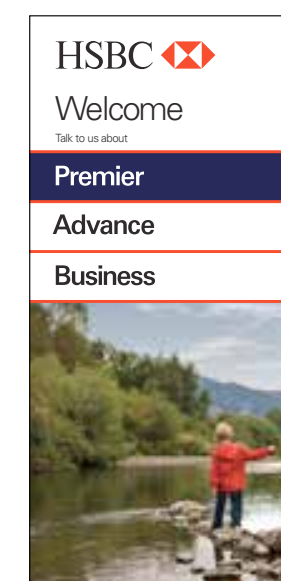 HSBC
Welcome
Talk to us about
Premier
Advance
Business